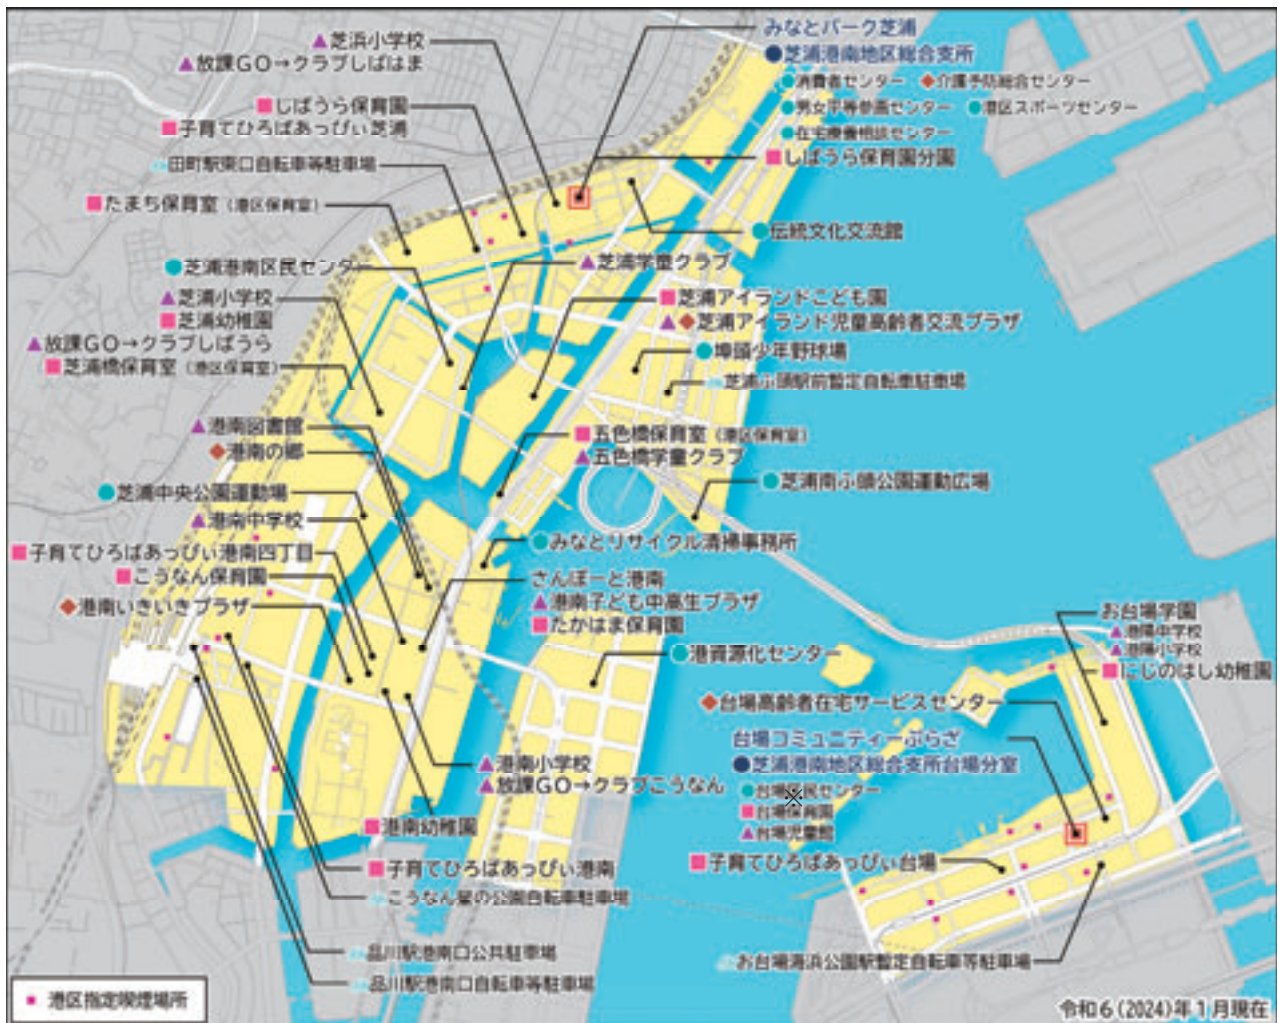 ▲芝浜小学校
▲放課GO→クラブしばはま
■しばうら保育園
■子育てひろばあっぴぃ芝浦
田町駅東口自転車等駐車場
■たまち保育室（港区保育室）
●芝浦港南区民センター
▲芝浦小学校
■芝浦幼稚園
▲放課GO→クラブしばうら
■芝浦橋保育室（港区保育室）
▲港南図書館
◆港南の郷
●芝浦中央公園運動場
▲港南中学校
■子育てひろばあっぴぃ港南四丁目
■こうなん保育園
◆港南いきいきプラザ
みなとパーク芝浦
●芝浦港南地区総合支所
●消費者センター ◆介護予防総合センター
●男女平等参画センター ●港区スポーツセンター
●在宅療養相談センター
■しばうら保育園分園
●伝統文化交流館
▲芝浦学童クラブ
■芝浦アイランドこども園
▲◆芝浦アイランド児童高齢者交流プラザ
●埠頭少年野球場
芝浦ふ頭駅前暫定自転車駐車場
■五色橋保育室（港区保育室）
▲五色橋学童クラブ
●芝浦南ふ頭公園運動広場
●みなとリサイクル清掃事務所
さんぽーと港南
▲港南子ども中高生プラザ
■たかはま保育園
●港資源化センター
お台場学園
▲港陽中学校
▲港陽小学校
■にじのはし幼稚園
◆台場高齢者在宅サービスセンター
台場コミュニティーぷらざ
●芝浦港南地区総合支所台場分室
●台場区民センター
※
■台場保育園
▲台場児童館
■子育てひろばあっぴぃ台場
▲港南小学校
▲放課GO→クラブこうなん
■港南幼稚園
■子育てひろばあっぴぃ港南
こうなん星の公園自転車駐車場
品川駅港南口公共駐車場
品川駅港南口自転車等駐車場
お台場海浜公園駅暫定自転車等駐車場
■ 港区指定喫煙場所
令和6(2024)年1月現在